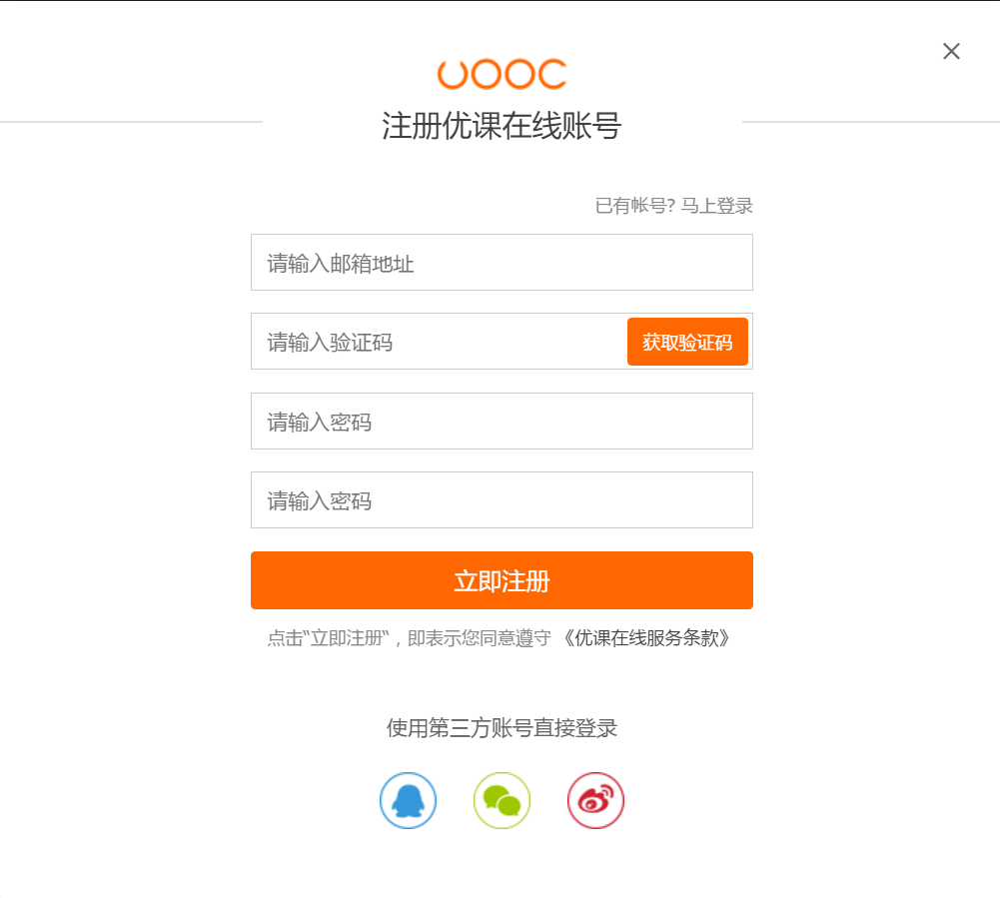 UOOC
注册优课在线账号
已有帐号? 马上登录
请输入邮箱地址
请输入验证码 获取验证码
请输入密码
请输入密码
立即注册
点击“立即注册“，即表示您同意遵守 《优课在线服务条款》
使用第三方账号直接登录